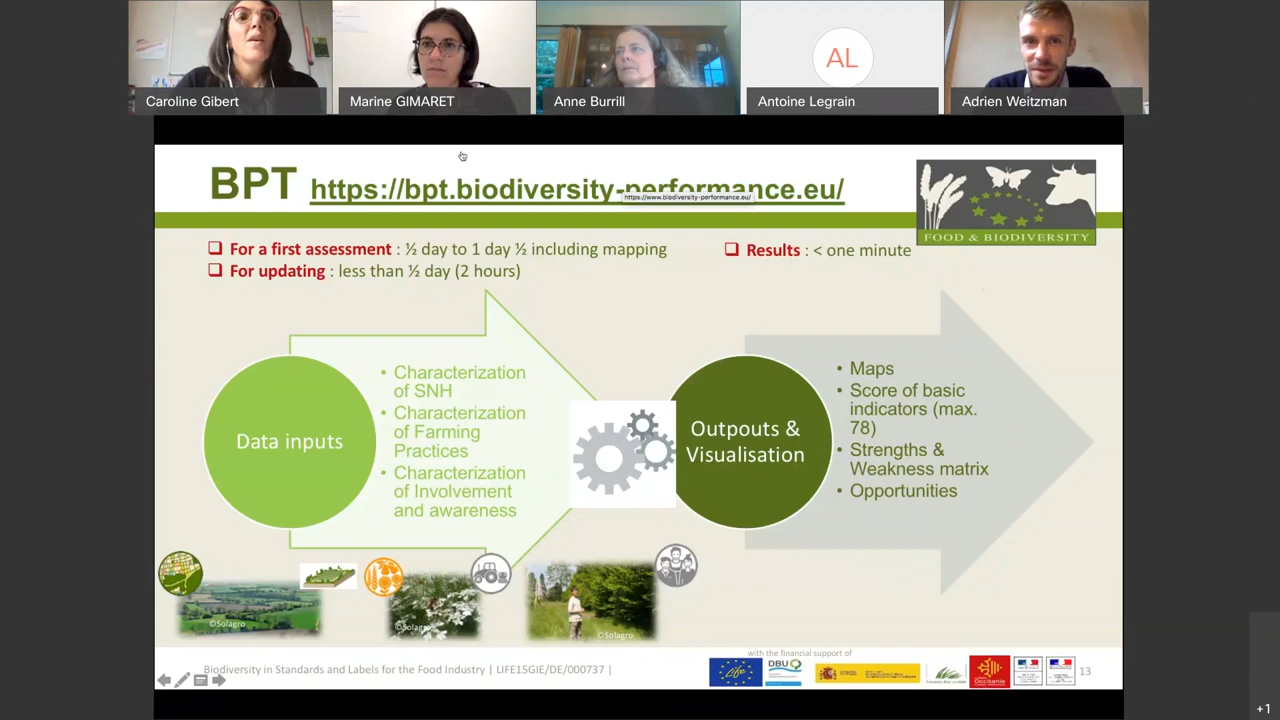 Caroline Gibert
Marine GIMARET
Anne Burrill
AL
Antoine Legrain
Adrien Weitzman
BPT https://bpt.biodiversity-performance.eu/
https://www.biodiversity-performance.eu/
FOOD & BIODIVERSITY
❑ For a first assessment : ½ day to 1 day ½ including mapping
❑ For updating : less than ½ day (2 hours)
❑ Results : < one minute
Data inputs
• Characterization
of SNH
• Characterization
of Farming
Practices
• Characterization
of Involvement
and awareness
Outpouts &
Visualisation
• Maps
• Score of basic
indicators (max.
78)
• Strengths &
Weakness matrix
• Opportunities
©Solagro
©Solagro
©Solagro
with the financial support of
Biodiversity in Standards and Labels for the Food Industry | LIFE15GIE/DE/000737 |
Life
DBU
Occitanie
13
+1